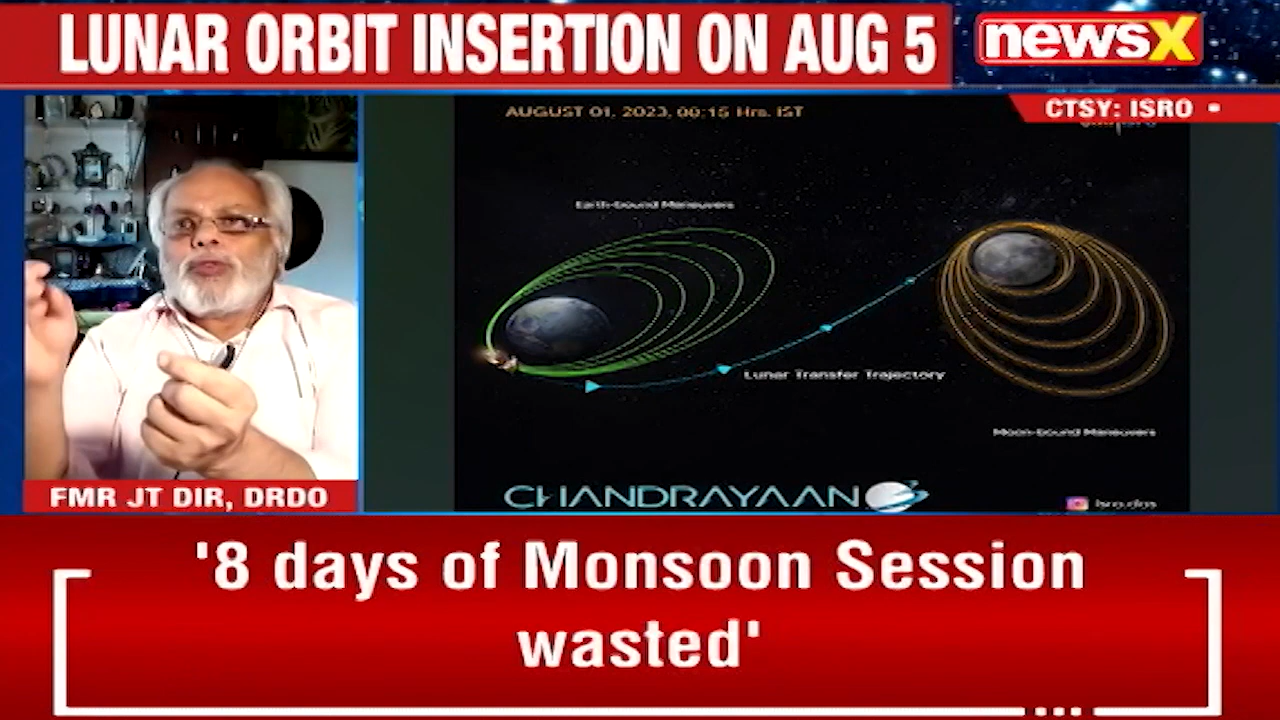 LUNAR ORBIT INSERTION ON AUG 5
newsX
CTSY: ISRO
AUGUST 01, 2023, 00:15 Hrs. IST
Earth-bound Maneuvers
Lunar Transfer Trajectory
Moon-bound Maneuvers
CHANDRAYAAN 3
isro.dos
FMR JT DIR, DRDO
'8 days of Monsoon Session
wasted'